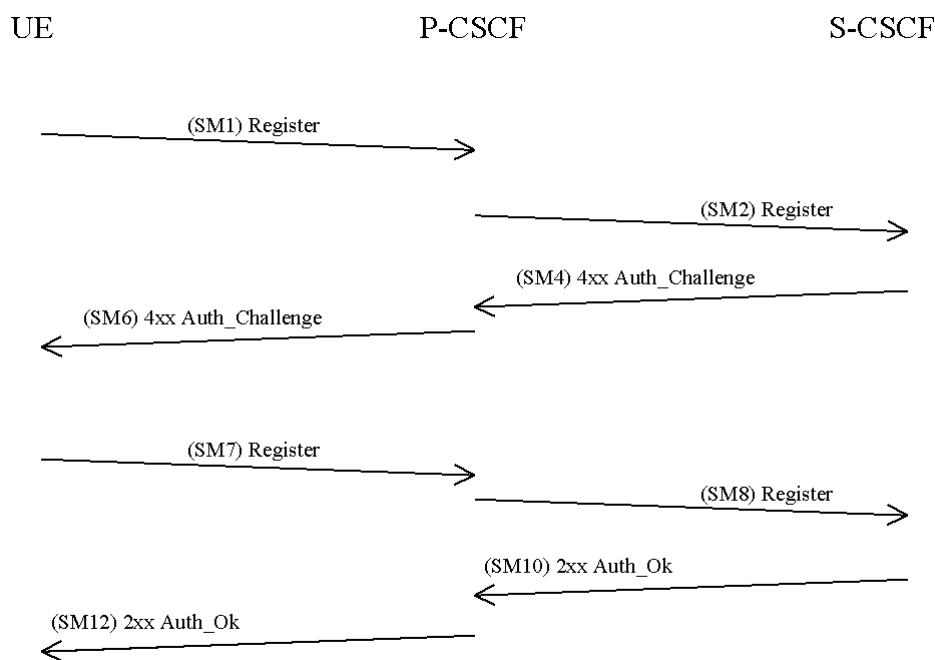 UE P-CSCF S-CSCF
(SM1) Register
(SM2) Register
(SM4) 4xx Auth_Challenge
(SM6) 4xx Auth_Challenge
(SM7) Register
(SM8) Register
(SM10) 2xx Auth_Ok
(SM12) 2xx Auth_Ok